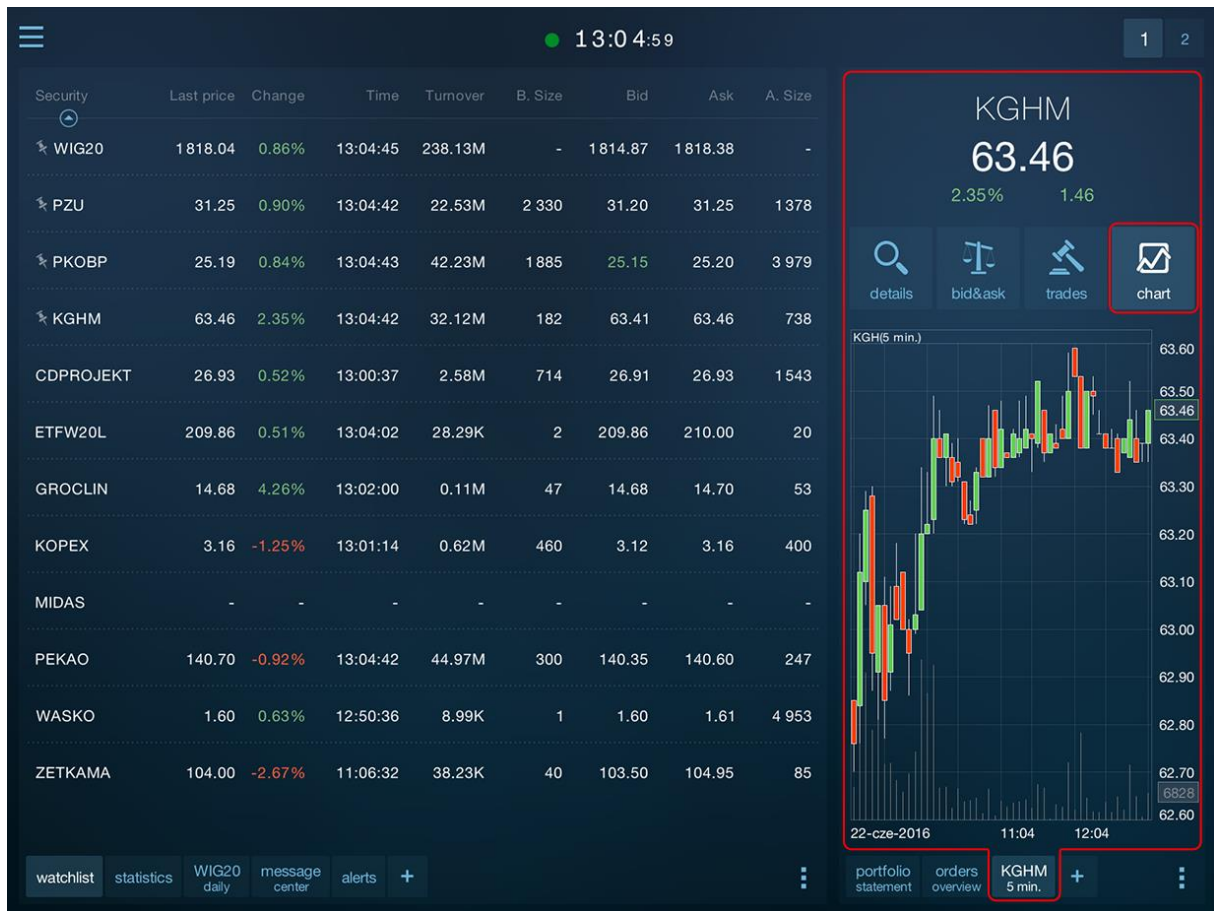 13:04:59
1 2
Security Last price Change Time Turnover B. Size Bid Ask A. Size
WIG20 1818.04 0.86% 13:04:45 238.13M - 1814.87 1818.38 -
PZU 31.25 0.90% 13:04:42 22.53M 2 330 31.20 31.25 1378
PKOBP 25.19 0.84% 13:04:43 42.23M 1885 25.15 25.20 3 979
KGHM 63.46 2.35% 13:04:42 32.12M 182 63.41 63.46 738
CDPROJEKT 26.93 0.52% 13:00:37 2.58M 714 26.91 26.93 1543
ETFW20L 209.86 0.51% 13:04:02 28.29K 2 209.86 210.00 20
GROCLIN 14.68 4.26% 13:02:00 0.11M 47 14.68 14.70 53
KOPEX 3.16 -1.25% 13:01:14 0.62M 460 3.12 3.16 400
MIDAS - - - - - - - -
PEKAO 140.70 -0.92% 13:04:42 44.97M 300 140.35 140.60 247
WASKO 1.60 0.63% 12:50:36 8.99K 1 1.60 1.61 4 953
ZETKAMA 104.00 -2.67% 11:06:32 38.23K 40 103.50 104.95 85
watchlist statistics WIG20 daily message center alerts +
KGHM
63.46
2.35% 1.46
details bid&ask trades chart
KGH(5 min.)
63.60
63.50
63.46
63.40
63.30
63.20
63.10
63.00
62.90
62.80
62.70
6828
62.60
22-cze-2016 11:04 12:04
portfolio statement orders overview KGHM 5 min. +